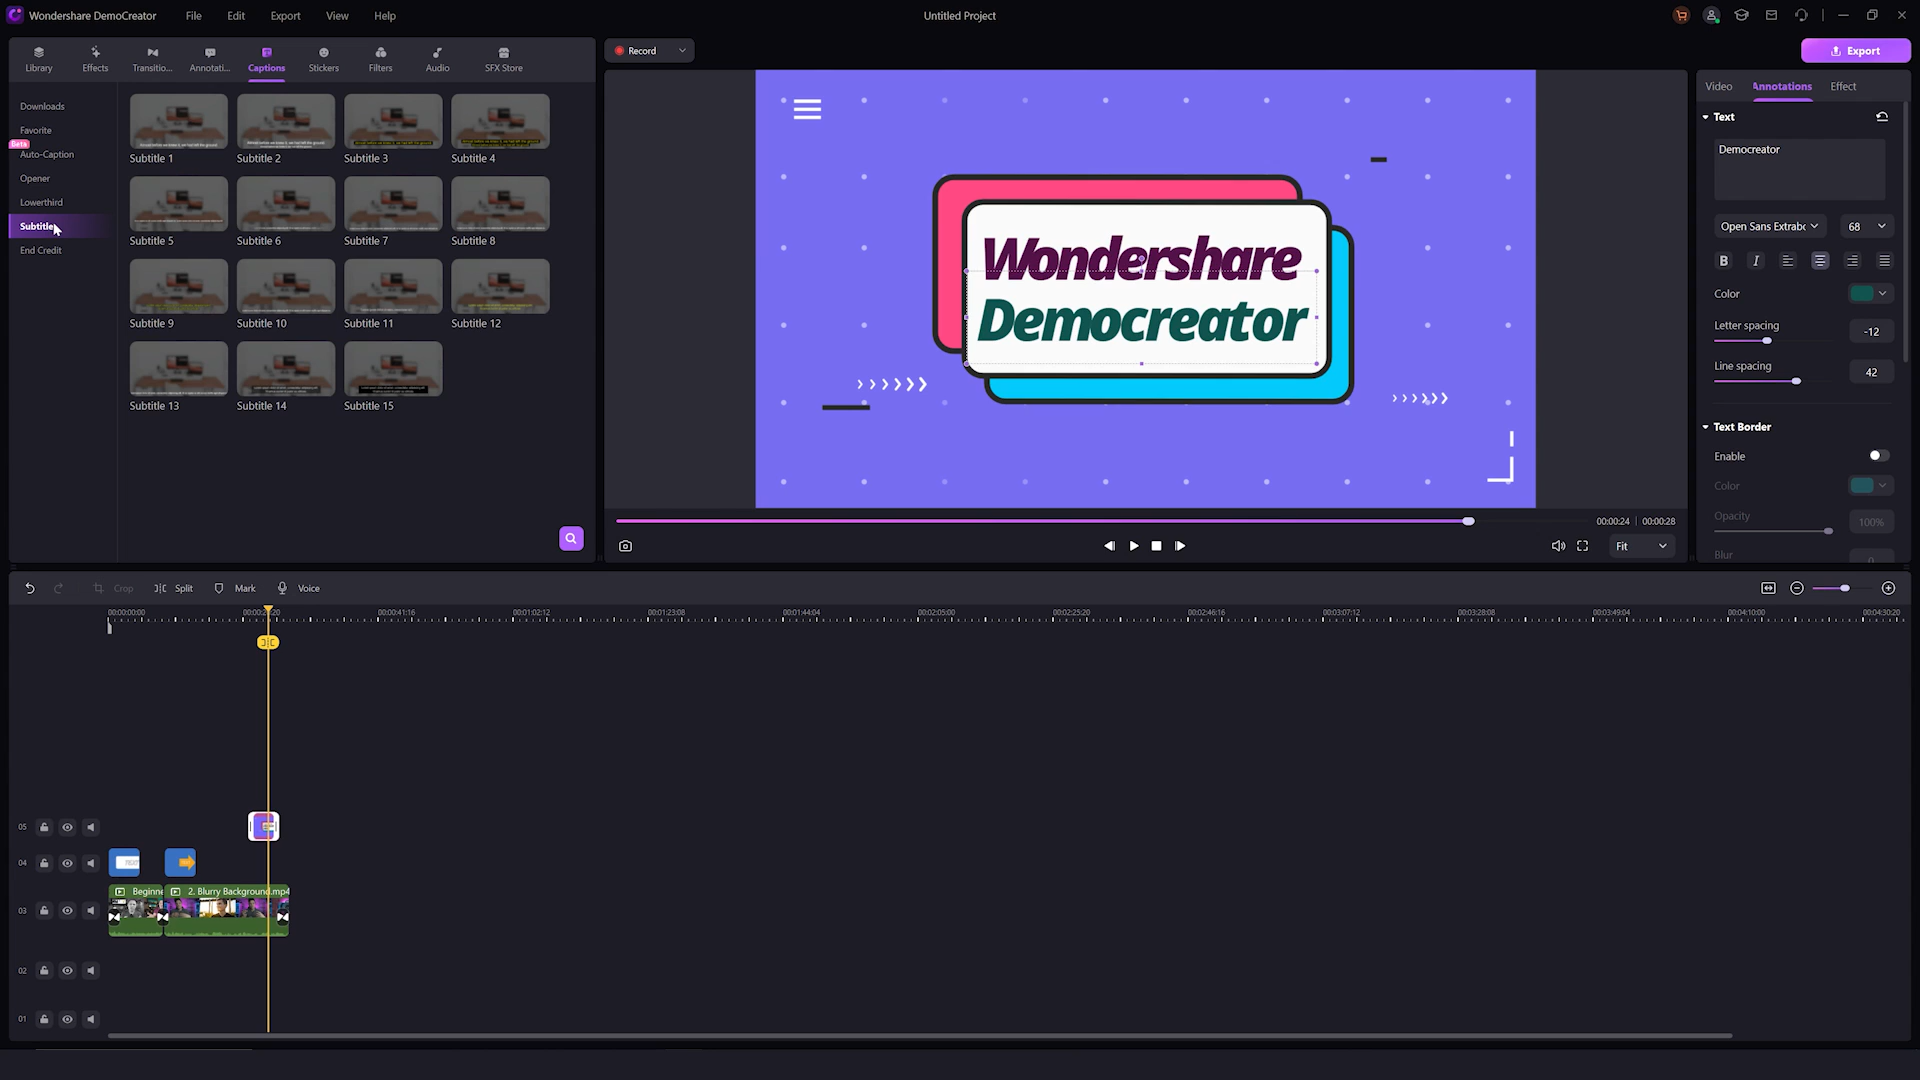 Wondershare DemoCreator File Edit Export View Help Untitled Project
Library Effects Transitio... Annotati... Captions Stickers Filters Audio SFX Store
Record
Export
Downloads
Favorite
Beta
Auto-Caption
Opener
Lowerthird
Subtitle
End Credit
Subtitle 1 Subtitle 2 Subtitle 3 Subtitle 4
Subtitle 5 Subtitle 6 Subtitle 7 Subtitle 8
Subtitle 9 Subtitle 10 Subtitle 11 Subtitle 12
Subtitle 13 Subtitle 14 Subtitle 15
Wondershare
Democreator
00:00:24 | 00:00:28
Fit
Video Annotations Effect
Text
Democreator
Open Sans Extrabo 68
B I
Color
Letter spacing
-12
Line spacing
42
Text Border
Enable
Color
Opacity
100%
Blur
Crop Split Mark Voice
00:00:00:00 00:00:41:16 00:01:02:12 00:01:23:08 00:01:44:04 00:02:05:00 00:02:25:20 00:02:46:16 00:03:07:12 00:03:28:08 00:03:49:04 00:04:10:00 00:04:30:20
05
04
03
Beginne 2. Blurry Background.mp4
02
01